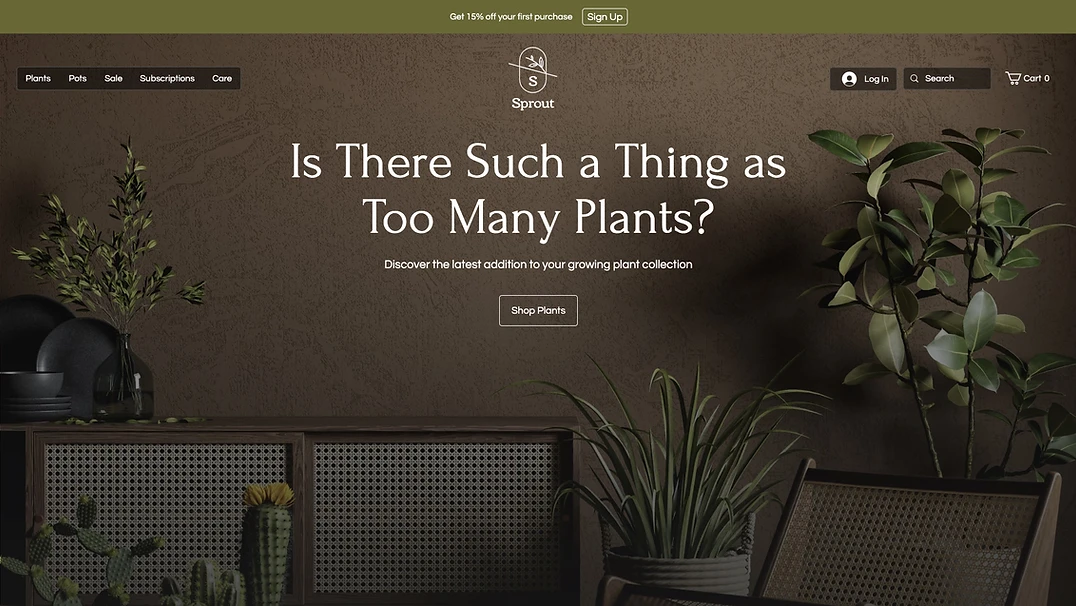 Get 15% off your first purchase Sign Up
Plants Pots Sale Subscriptions Care
S
Sprout
Log In Search Cart 0
Is There Such a Thing as
Too Many Plants?
Discover the latest addition to your growing plant collection
Shop Plants